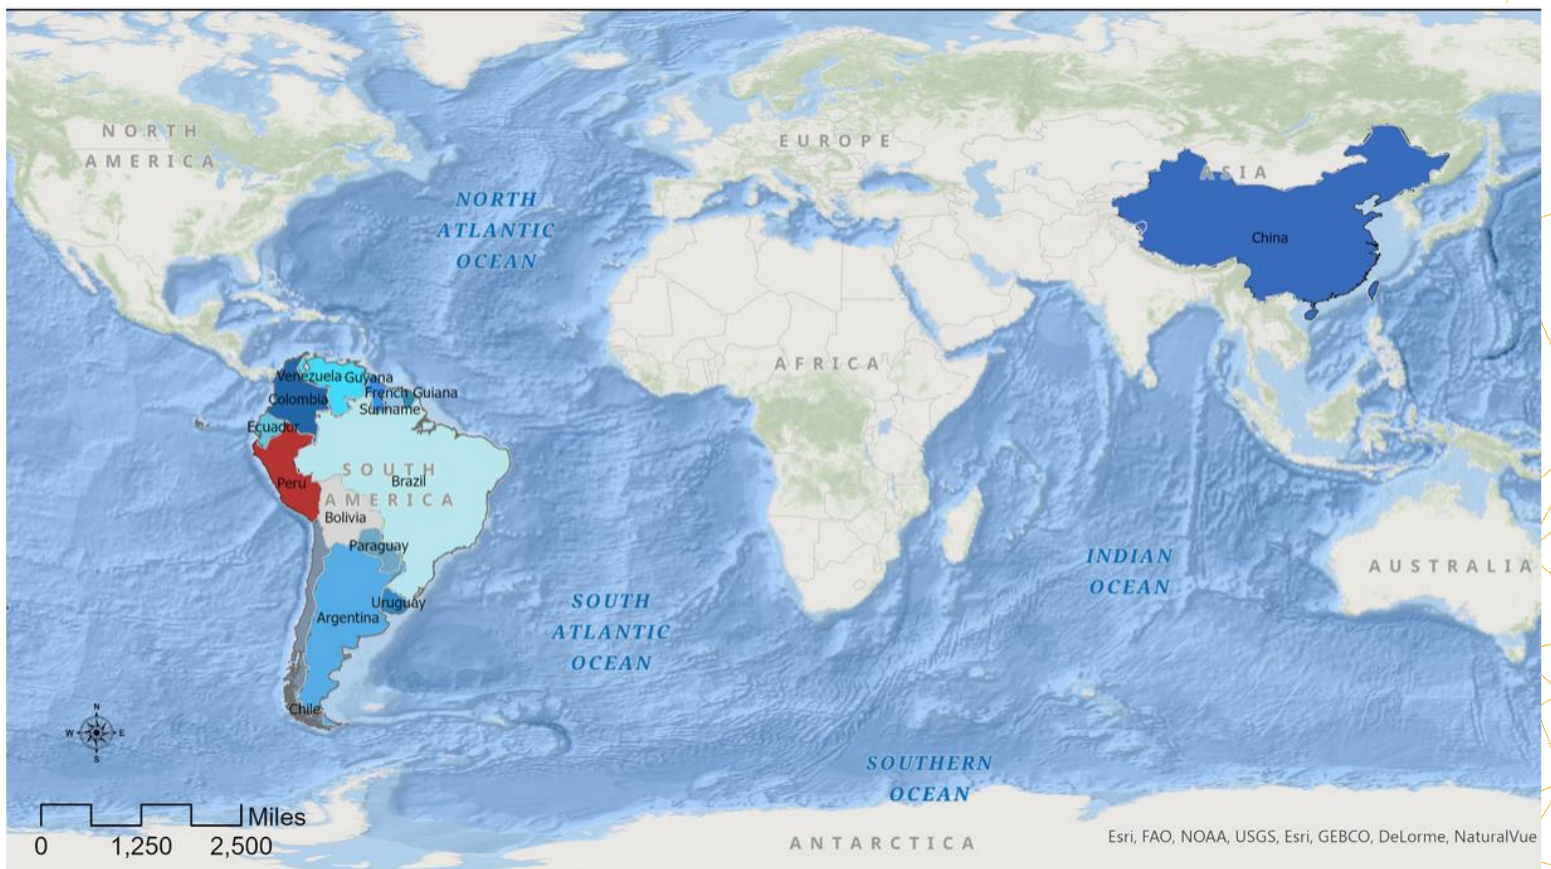 NORTH
AMERICA
EUROPE
ASIA
NORTH
ATLANTIC
OCEAN
China
AFRICA
Venezuela Guyana
French Guiana
Colombia
Suriname
Ecuador
SOUTH
Peru
Brazil
AMERICA
Bolivia
Paraguay
INDIAN
OCEAN
AUSTRALIA
Uruguay
SOUTH
ATLANTIC
OCEAN
Argentina
Chile
N
W E
S
SOUTHERN
OCEAN
Miles
0 1,250 2,500
ANTARCTICA
Esri, FAO, NOAA, USGS, Esri, GEBCO, DeLorme, NaturalVue